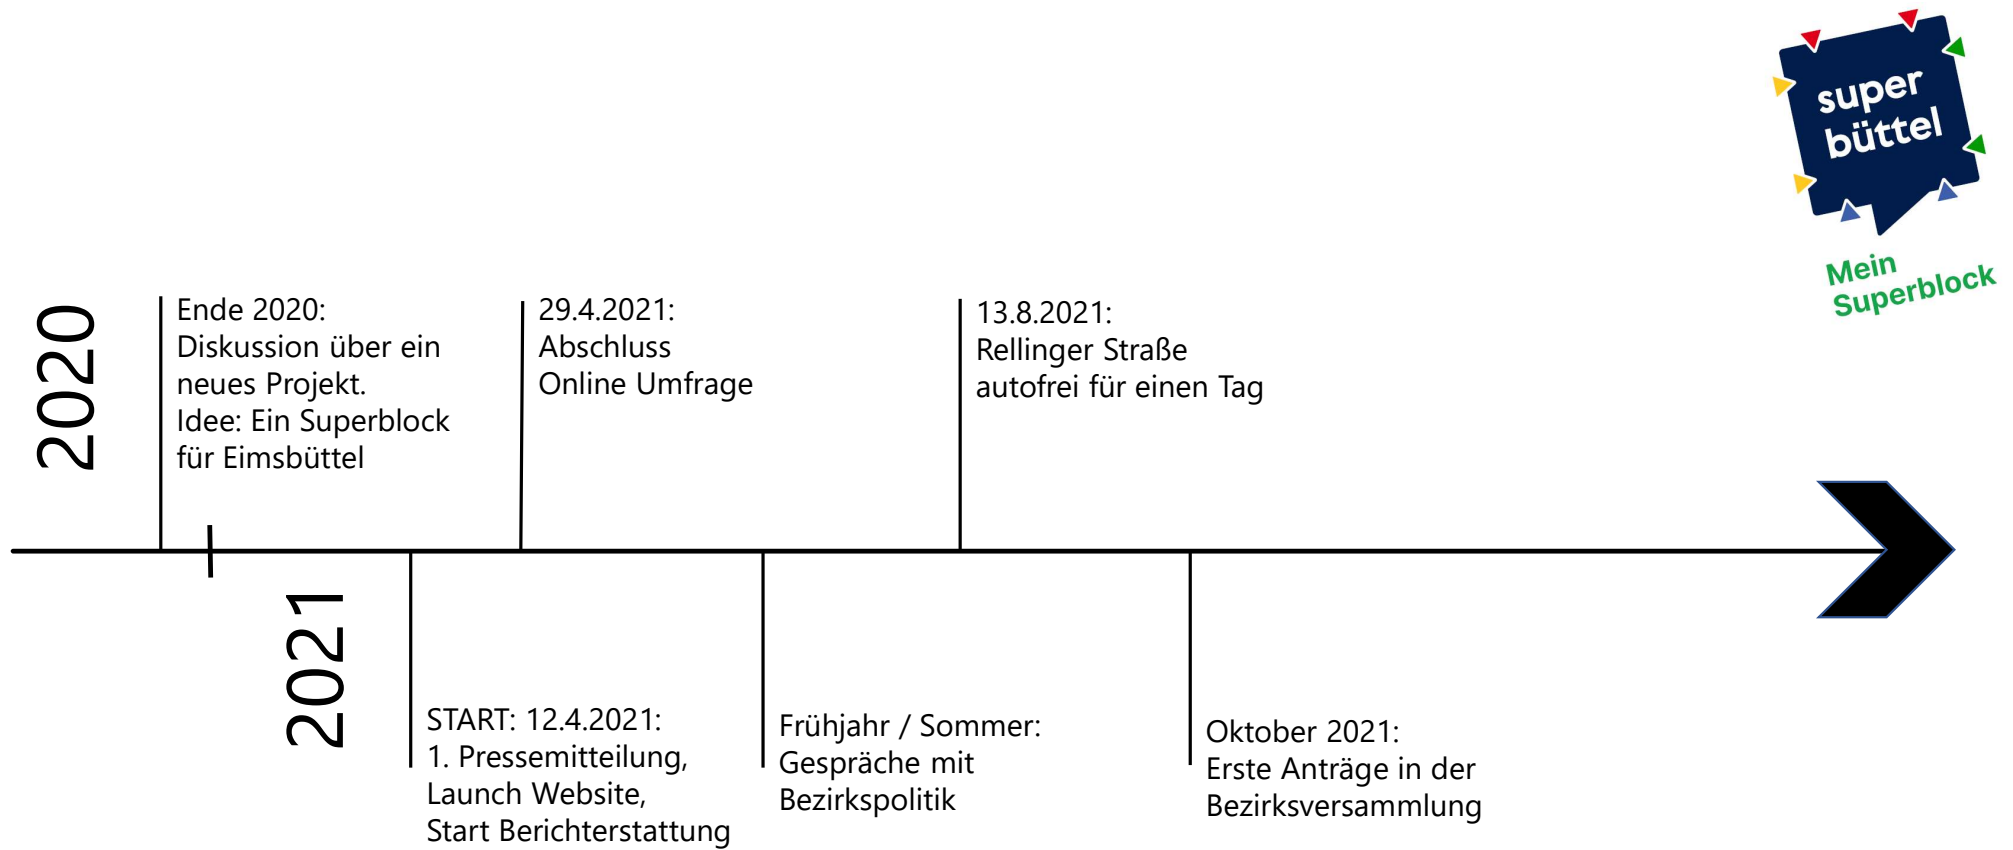 super
büttel
Mein
Superblock
2020
Ende 2020:
Diskussion über ein
neues Projekt.
Idee: Ein Superblock
für Eimsbüttel
29.4.2021:
Abschluss
Online Umfrage
13.8.2021:
Rellinger Straße
autofrei für einen Tag
2021
START: 12.4.2021:
1. Pressemitteilung,
Launch Website,
Start Berichterstattung
Frühjahr / Sommer:
Gespräche mit
Bezirkspolitik
Oktober 2021:
Erste Anträge in der
Bezirksversammlung